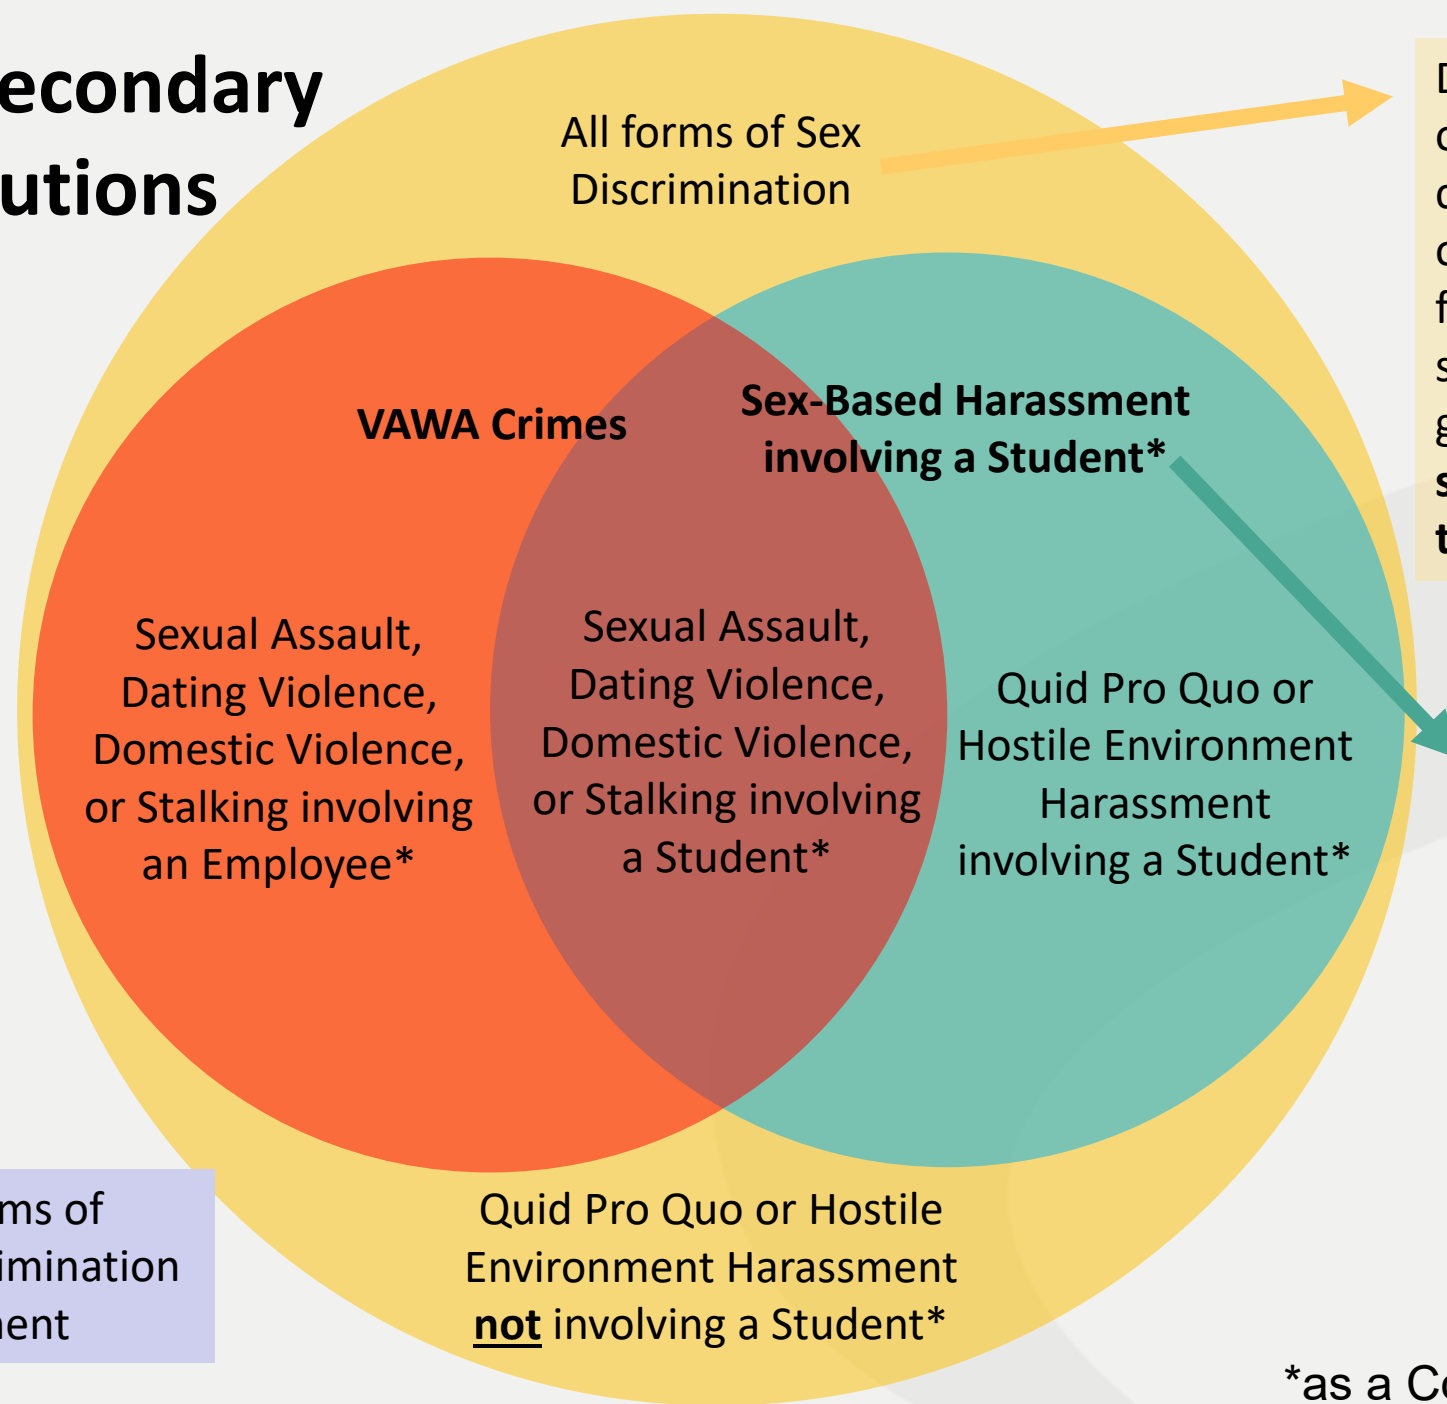 econdary
utions
All forms of Sex
Discrimination
VAWA Crimes
Sex-Based Harassment
involving a Student*
Sexual Assault,
Dating Violence,
Domestic Violence,
or Stalking involving
an Employee*
Sexual Assault,
Dating Violence,
Domestic Violence,
or Stalking involving
a Student*
Quid Pro Quo or
Hostile Environment
Harassment
involving a Student*
ms of
imination
ent
Quid Pro Quo or Hostile
Environment Harassment
not involving a Student*
*as a Co